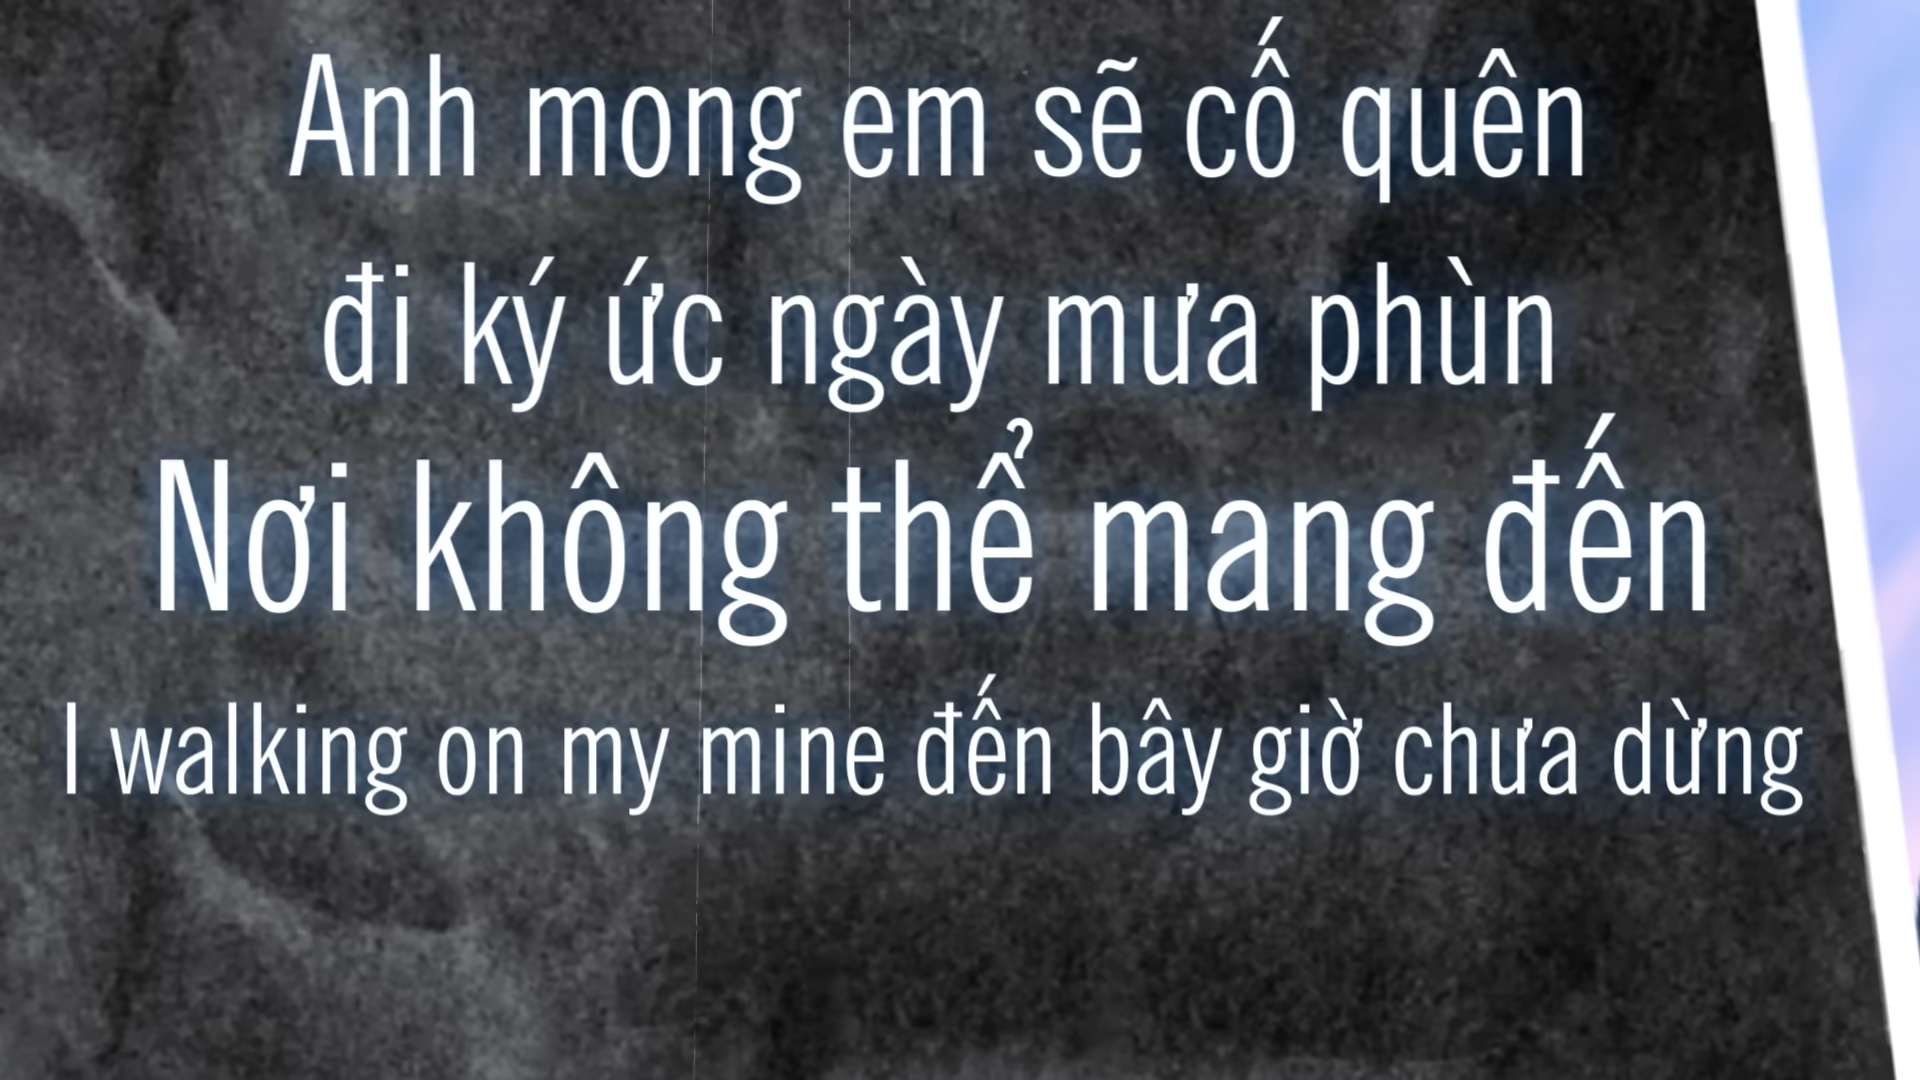 Anh mong em sẽ cố quên
đi ký ức ngày mưa phùn
Nơi không thể mang đến
I walking on my mine đến bây giờ chưa dừng